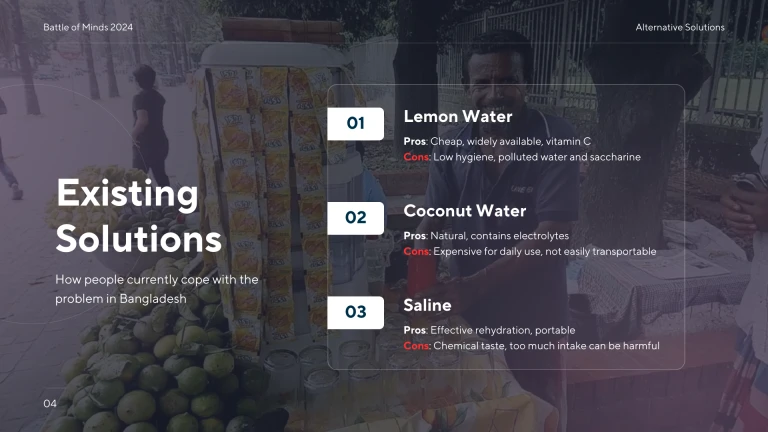 Battle of Minds 2024
Alternative Solutions
Existing
Solutions
How people currently cope with the
problem in Bangladesh
01
Lemon Water
Pros: Cheap, widely available, vitamin C
Cons: Low hygiene, polluted water and saccharine
02
Coconut Water
Pros: Natural, contains electrolytes
Cons: Expensive for daily use, not easily transportable
03
Saline
Pros: Effective rehydration, portable
Cons: Chemical taste, too much intake can be harmful
04